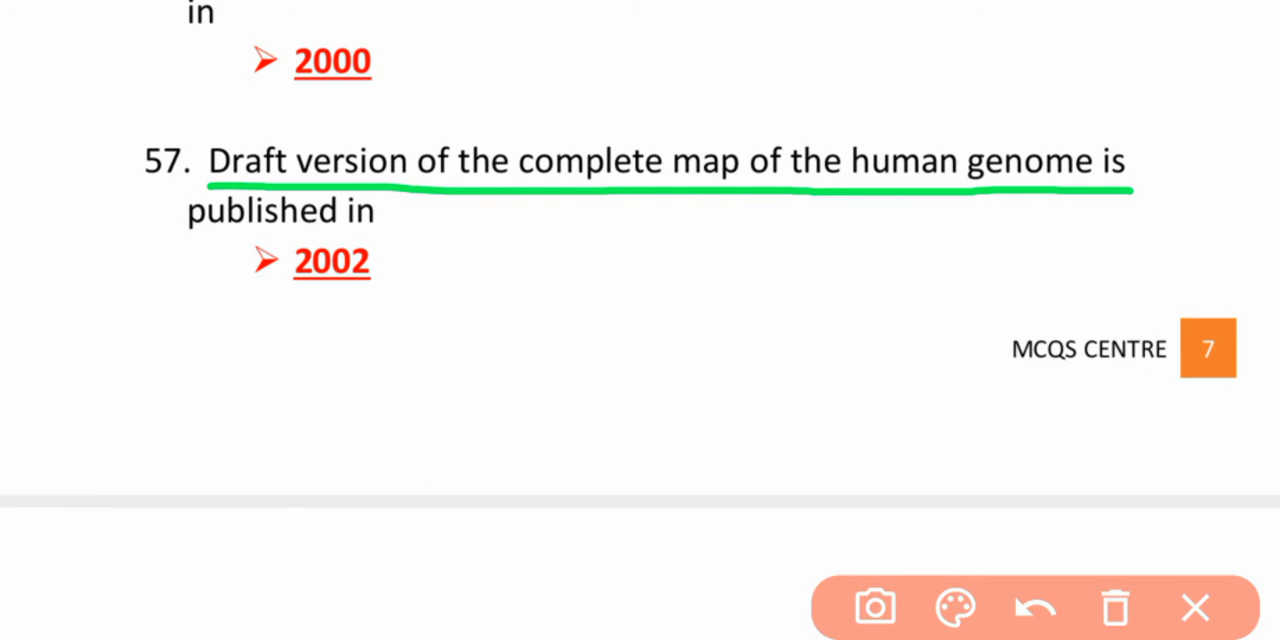 in
➢ 2000
57. Draft version of the complete map of the human genome is
published in
➢ 2002
MCQS CENTRE 7